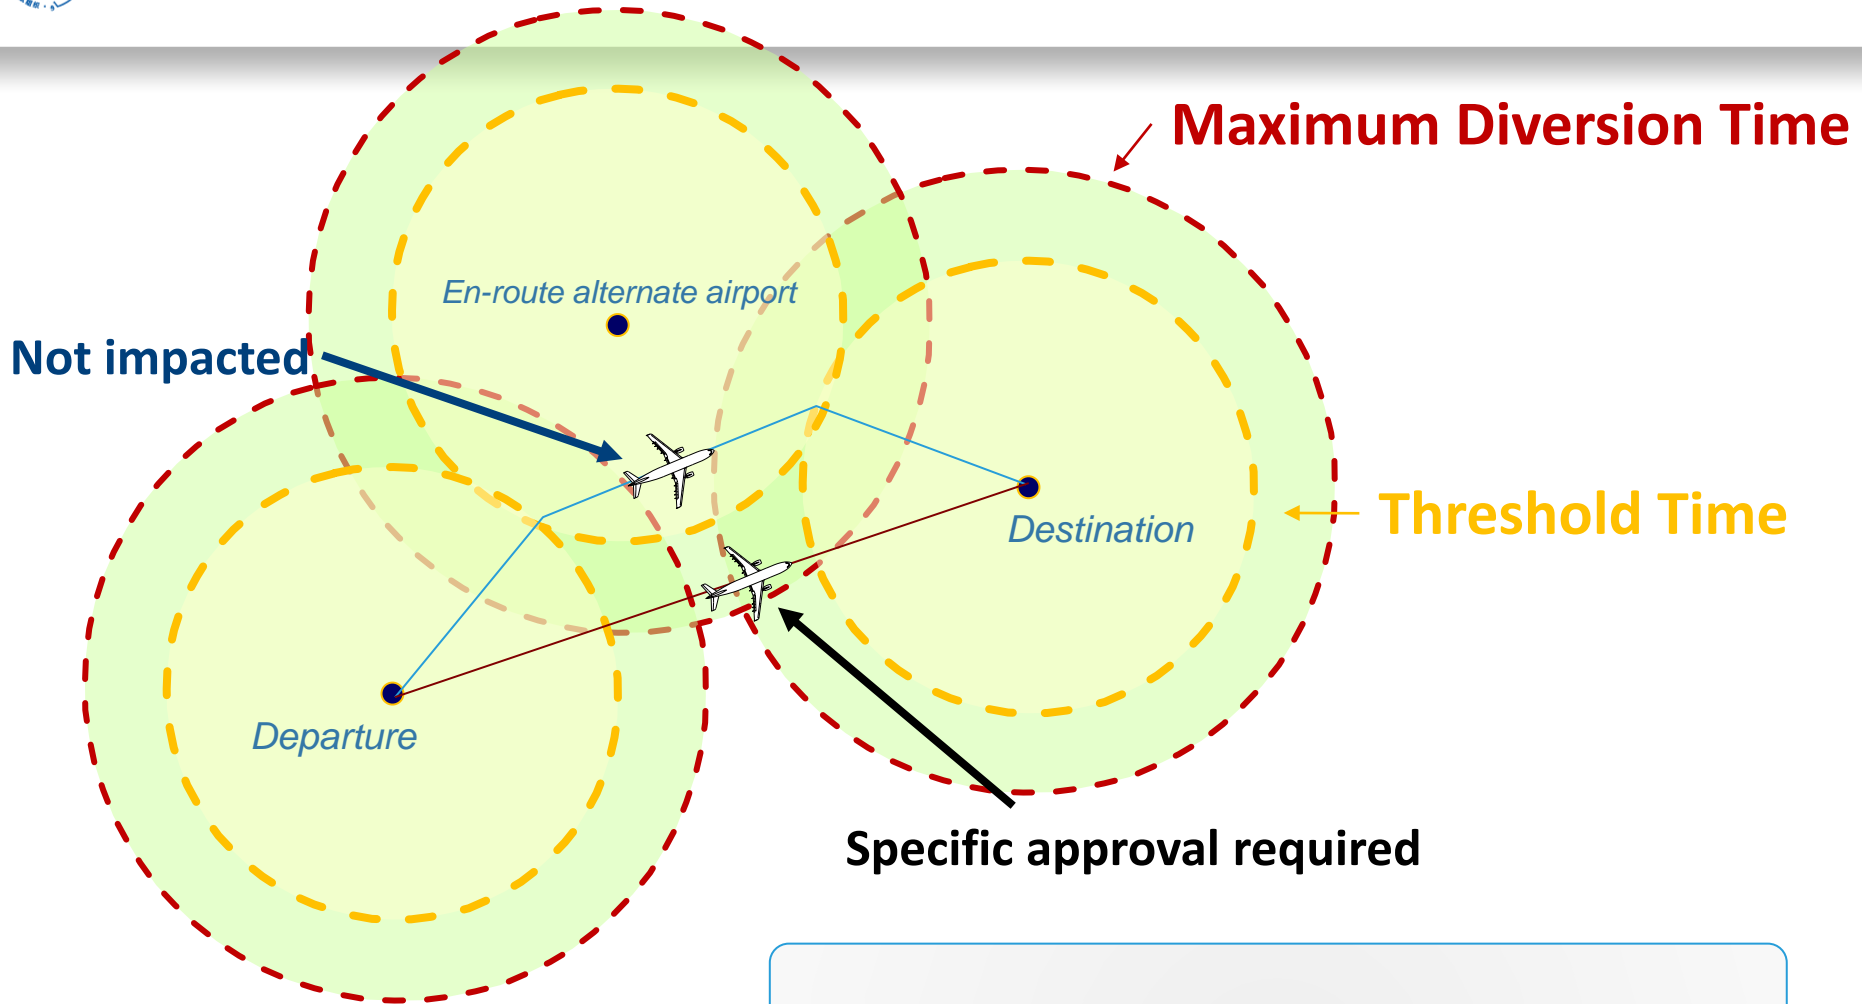 Maximum Diversion Time
En-route alternate airport
Not impacted
Threshold Time
Destination
Departure
Specific approval required